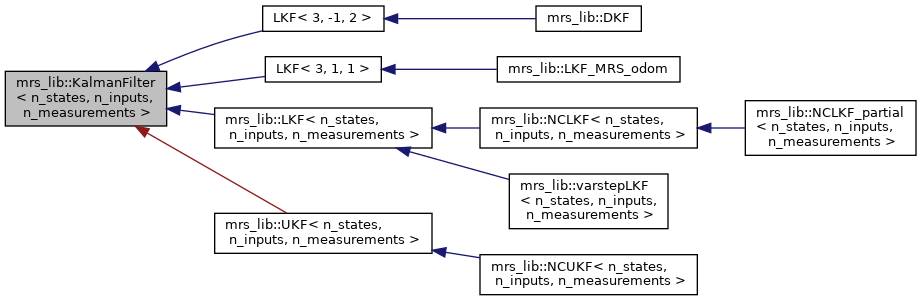 LKF< 3, -1, 2 >
mrs_lib::DKF
mrs_lib::KalmanFilter
< n_states, n_inputs,
n_measurements >
LKF< 3, 1, 1 >
mrs_lib::LKF_MRS_odom
mrs_lib::LKF< n_states,
n_inputs, n_measurements >
mrs_lib::NCLKF< n_states,
n_inputs, n_measurements >
mrs_lib::NCLKF_partial
< n_states, n_inputs,
n_measurements >
mrs_lib::varstepLKF
< n_states, n_inputs,
n_measurements >
mrs_lib::UKF< n_states,
n_inputs, n_measurements >
mrs_lib::NCUKF< n_states,
n_inputs, n_measurements >